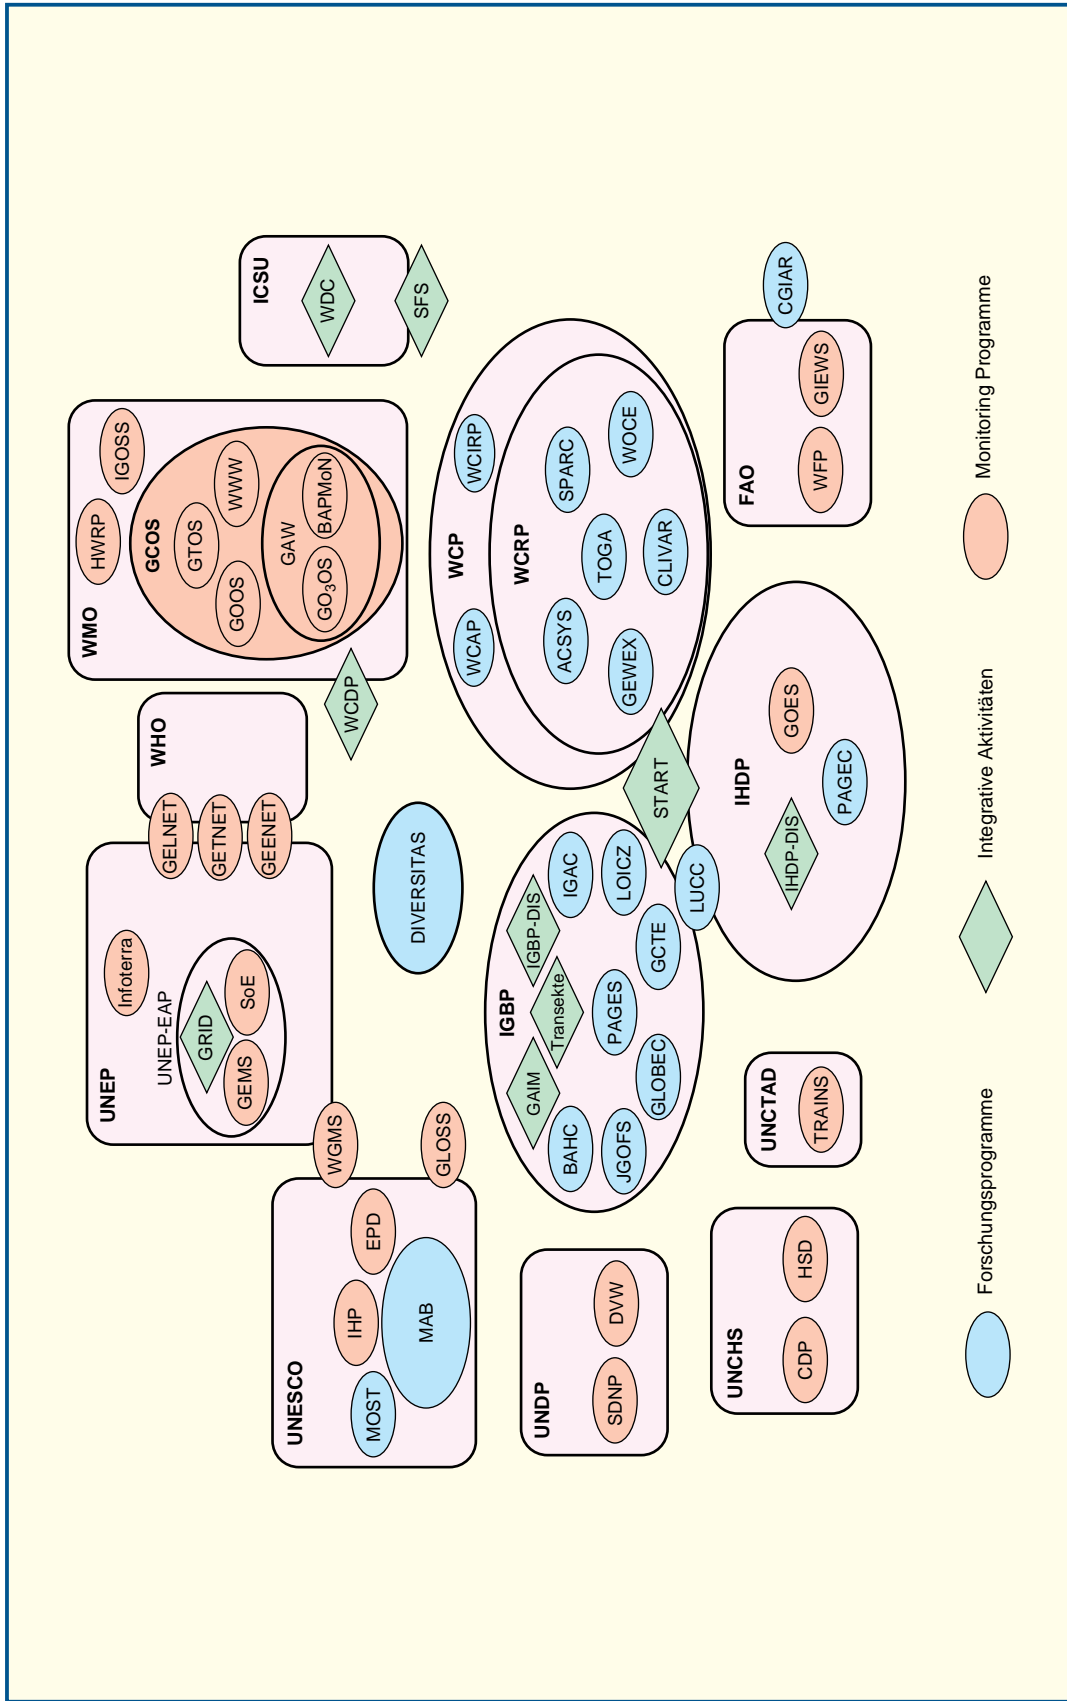 UNESCO
MOST
IHP
EPD
MAB
WGMS
GLOSS
UNEP
Infoterra
UNEP-EAP
GRID
GEMS
SoE
GELNET
GETNET
GEENET
WHO
WMO
HWRP
IGOSS
GCOS
GTOS
GOOS
WWW
GAW
GO3OS
BAPMoN
WCDP
ICSU
WDC
SFS
DIVERSITAS
UNDP
SDNP
DVW
IGBP
GAIM
Transekte
IGBP-DIS
BAHC
IGAC
JGOFS
PAGES
LOICZ
GLOBEC
GCTE
LUCC
START
WCP
WCAP
WCIRP
WCRP
ACSYS
SPARC
TOGA
GEWEX
WOCE
CLIVAR
UNCHS
CDP
HSD
UNCTAD
TRAINS
IHDP
IHDP-DIS
GOES
PAGEC
FAO
WFP
GIEWS
CGIAR
Forschungsprogramme
Integrative Aktivitäten
Monitoring Programme